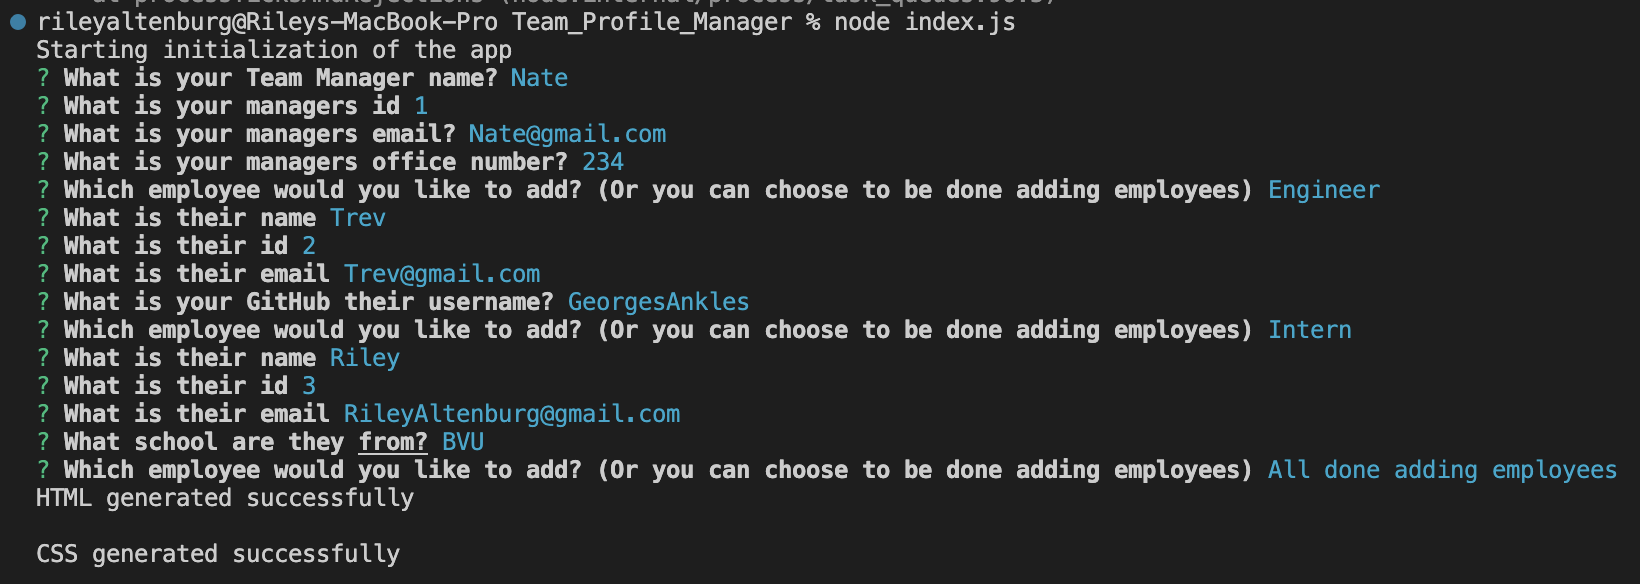 rileyaltenburg@Rileys-MacBook-Pro Team_Profile_Manager % node index.js
Starting initialization of the app
? What is your Team Manager name? Nate
? What is your managers id 1
? What is your managers email? Nate@gmail.com
? What is your managers office number? 234
? Which employee would you like to add? (Or you can choose to be done adding employees) Engineer
? What is their name Trev
? What is their id 2
? What is their email Trev@gmail.com
? What is your GitHub their username? GeorgesAnkles
? Which employee would you like to add? (Or you can choose to be done adding employees) Intern
? What is their name Riley
? What is their id 3
? What is their email RileyAltenburg@gmail.com
? What school are they from? BVU
? Which employee would you like to add? (Or you can choose to be done adding employees) All done adding employees
HTML generated successfully
CSS generated successfully